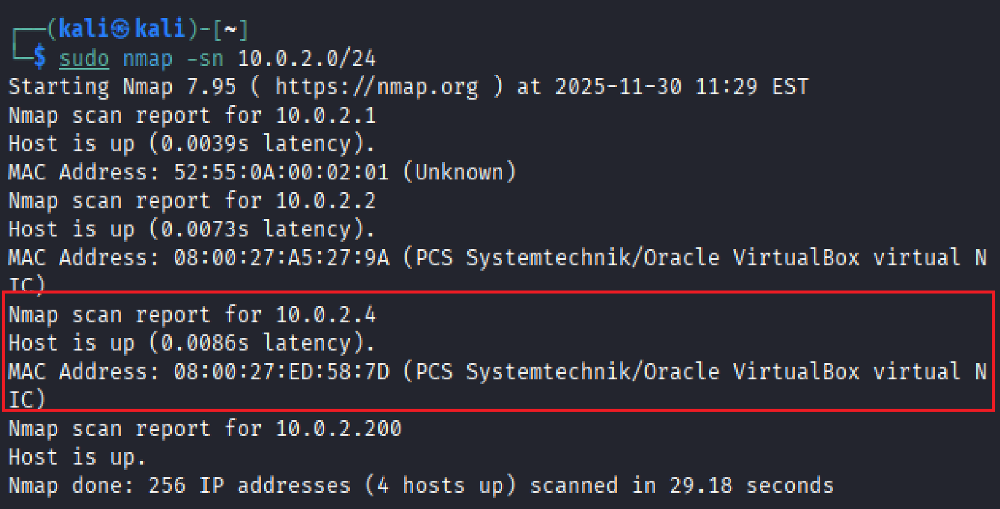 ┌──(kali㉿kali)-[~]
└─$ sudo nmap -sn 10.0.2.0/24
Starting Nmap 7.95 ( https://nmap.org ) at 2025-11-30 11:29 EST
Nmap scan report for 10.0.2.1
Host is up (0.0039s latency).
MAC Address: 52:55:0A:00:02:01 (Unknown)
Nmap scan report for 10.0.2.2
Host is up (0.0073s latency).
MAC Address: 08:00:27:A5:27:9A (PCS Systemtechnik/Oracle VirtualBox virtual N
IC)
Nmap scan report for 10.0.2.4
Host is up (0.0086s latency).
MAC Address: 08:00:27:ED:58:7D (PCS Systemtechnik/Oracle VirtualBox virtual N
IC)
Nmap scan report for 10.0.2.200
Host is up.
Nmap done: 256 IP addresses (4 hosts up) scanned in 29.18 seconds